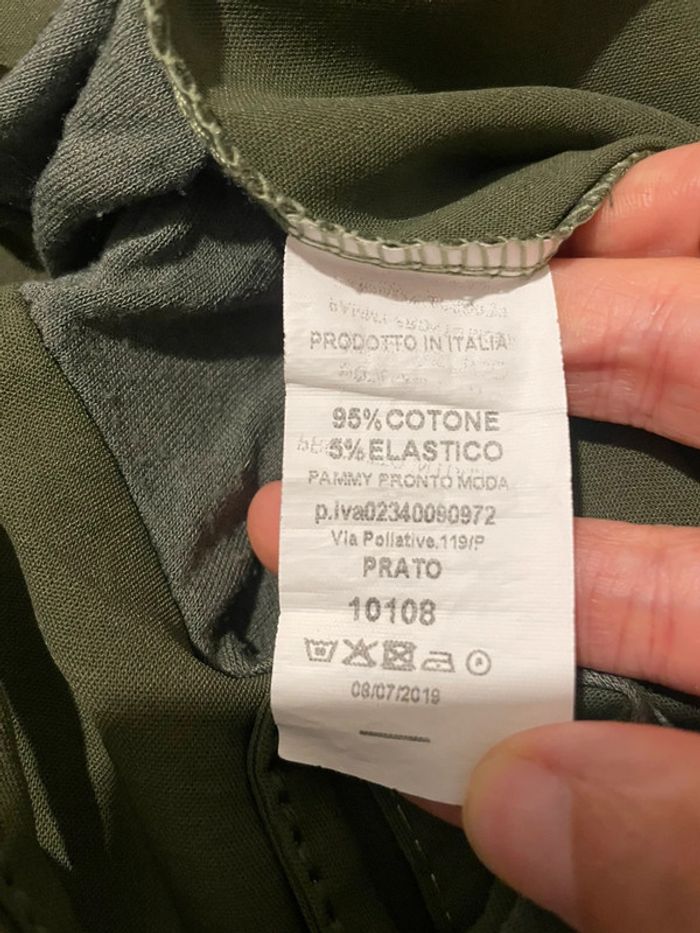 PRODOTTO IN ITALIA
95%COTONE
5%ELASTICO
PAMMY PRONTO MODA
p.iva02340090972
Via Pollative.119/P
PRATO
10108
08/07/2019